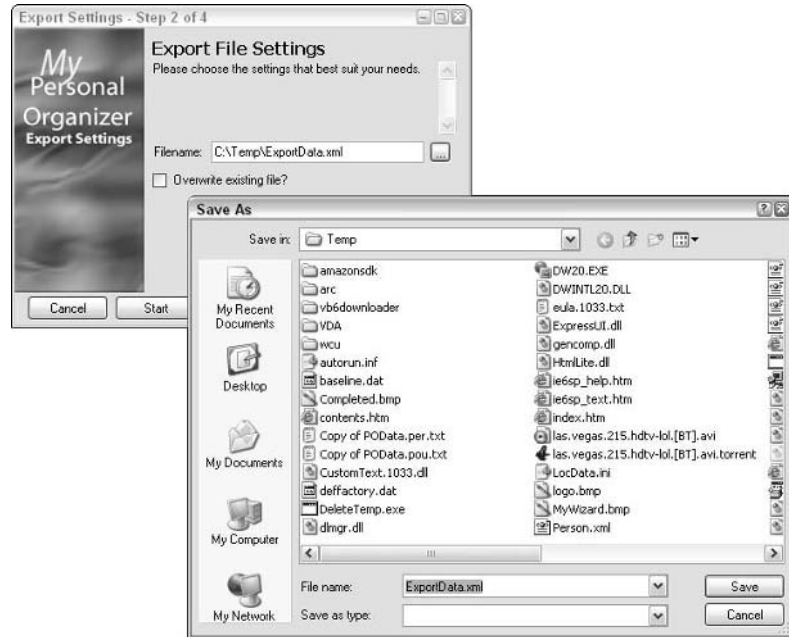 Export Settings - Step 2 of 4
My
Personal
Organizer
Export Settings
Export File Settings
Please choose the settings that best suit your needs.
Filename: C:\Temp\ExportData.xml ...
Overwrite existing file?
Cancel Start
Save As
Save in: Temp
My Recent Documents
Desktop
My Documents
My Computer
My Network
amazonsdk
arc
vb6downloader
VDA
wcu
autorun.inf
baseline.dat
Completed.bmp
contents.htm
Copy of POData.per.txt
Copy of POData.pou.txt
CustomText.1033.dll
deffactory.dat
DeleteTemp.exe
dlmgr.dll
DW20.EXE
DWINTL20.DLL
eula.1033.txt
ExpressUI.dll
gencomp.dll
HtmlLite.dll
ie6sp_help.htm
ie6sp_text.htm
index.htm
las.vegas.215.hdtv-lol.[BT].avi
las.vegas.215.hdtv-lol.[BT].avi.torrent
LocData.ini
logo.bmp
MyWizard.bmp
Person.xml
File name: ExportData.xml Save
Save as type: Cancel